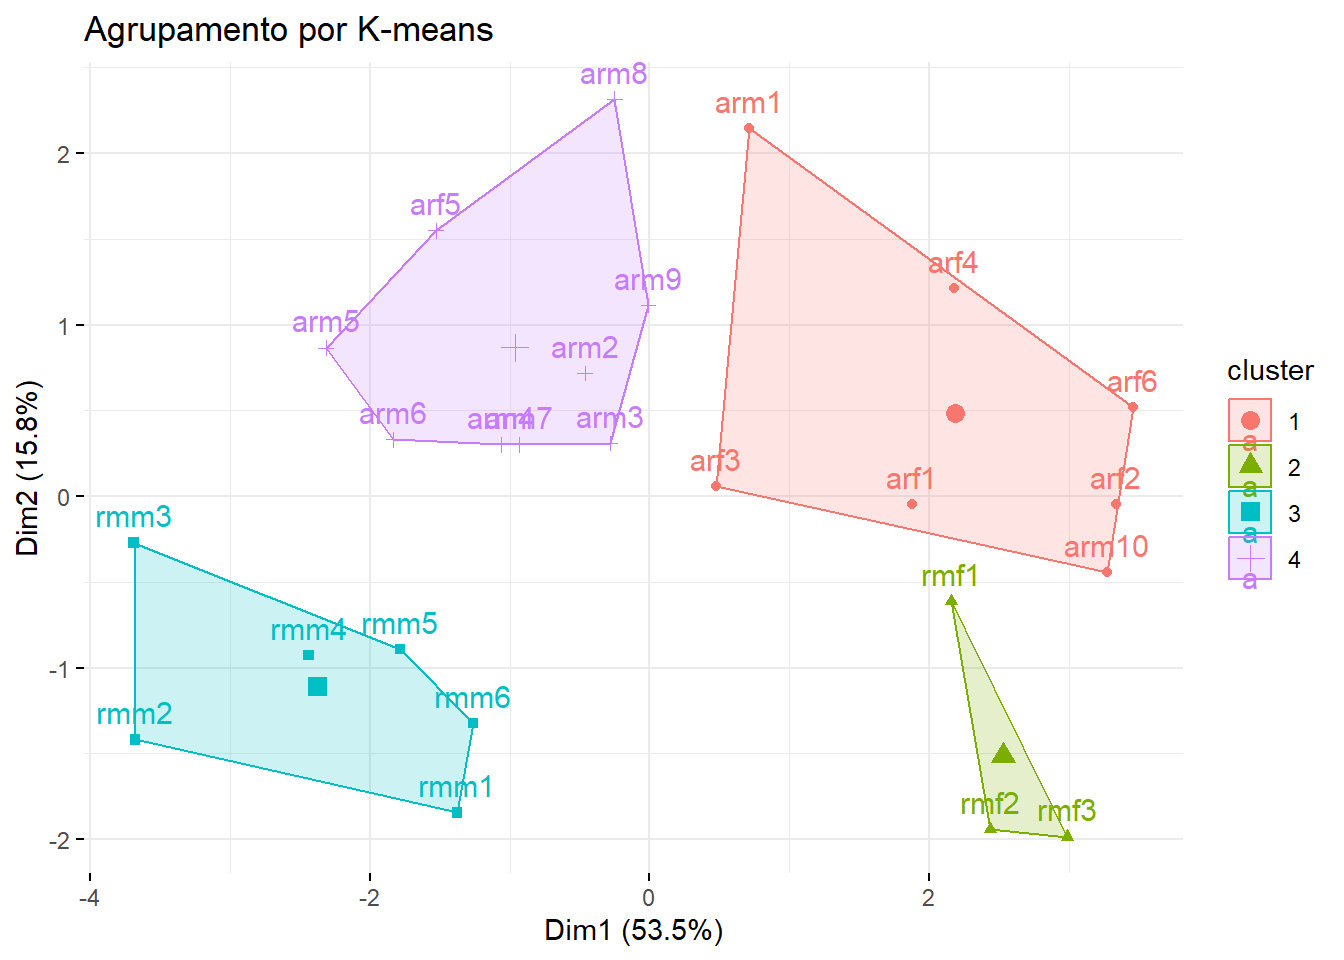 Agrupamento por K-means
arm8
arm1
arf5
arf4
arm9
arm5
arm2
arf6
arm6
arm4
arm7
arm3
arf3
arf1
arf2
rmm3
arm10
rmf1
rmm4
rmm5
rmm6
rmm2
rmm1
rmf2
rmf3
2
1
0
-1
-2
-4
-2
0
2
Dim1 (53.5%)
Dim2 (15.8%)
cluster
a 1
a 2
a 3
a 4